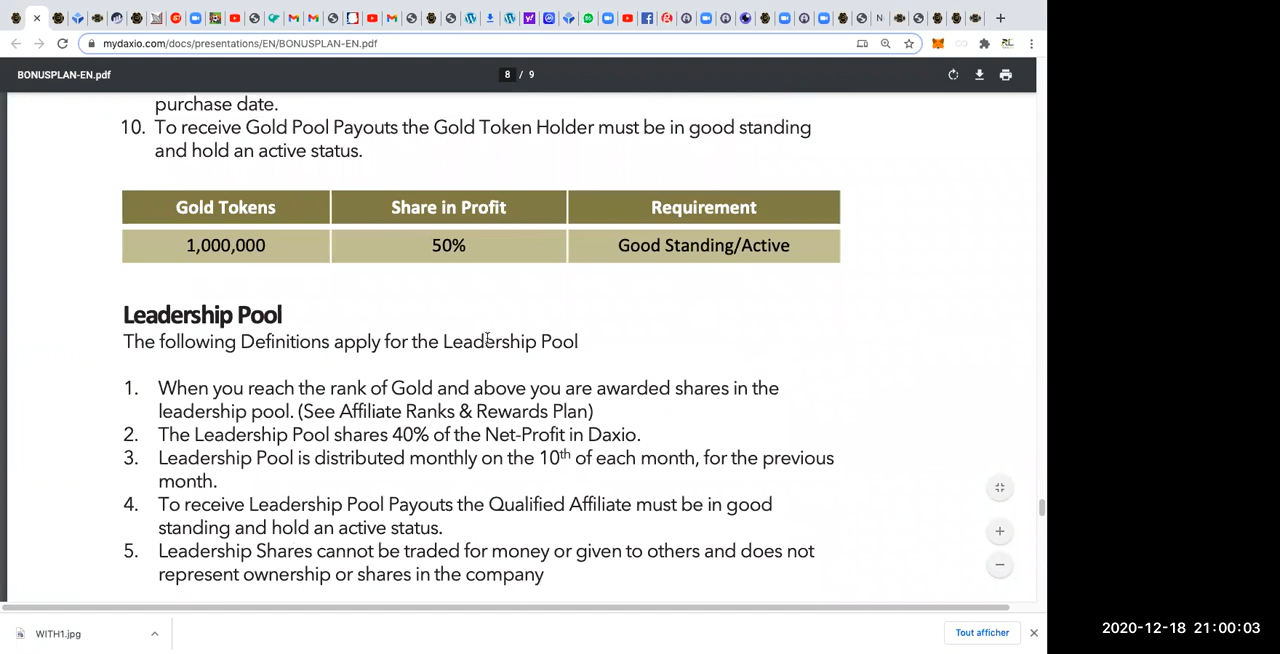 mydaxio.com/docs/presentations/EN/BONUSPLAN-EN.pdf
BONUSPLAN-EN.pdf
8 / 9
purchase date.
10. To receive Gold Pool Payouts the Gold Token Holder must be in good standing
and hold an active status.
Gold Tokens Share in Profit Requirement
1,000,000 50% Good Standing/Active
Leadership Pool
The following Definitions apply for the Leadership Pool
1. When you reach the rank of Gold and above you are awarded shares in the
leadership pool. (See Affiliate Ranks & Rewards Plan)
2. The Leadership Pool shares 40% of the Net-Profit in Daxio.
3. Leadership Pool is distributed monthly on the 10th of each month, for the previous
month.
4. To receive Leadership Pool Payouts the Qualified Affiliate must be in good
standing and hold an active status.
5. Leadership Shares cannot be traded for money or given to others and does not
represent ownership or shares in the company
WITH1.jpg
Tout afficher
2020-12-18 21:00:03